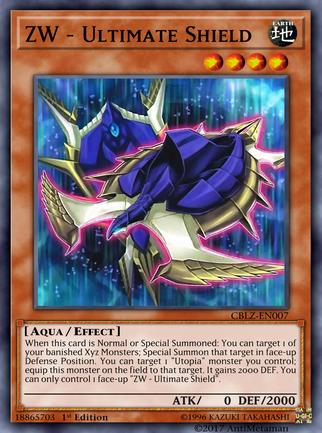 ZW - Ultimate Shield
EARTH
地
CBLZ-EN007
[Aqua / Effect]
When this card is Normal or Special Summoned: You can target 1 of
your banished Xyz Monsters; Special Summon that target in face-up
Defense Position. You can target 1 "Utopia" monster you control;
equip this monster on the field to that target. It gains 2000 DEF. You
can only control 1 face-up "ZW - Ultimate Shield".
ATK/ 0 DEF/2000
18865703 1st Edition ©1996 KAZUKI TAKAHASHI
©2017 AntiMetaman